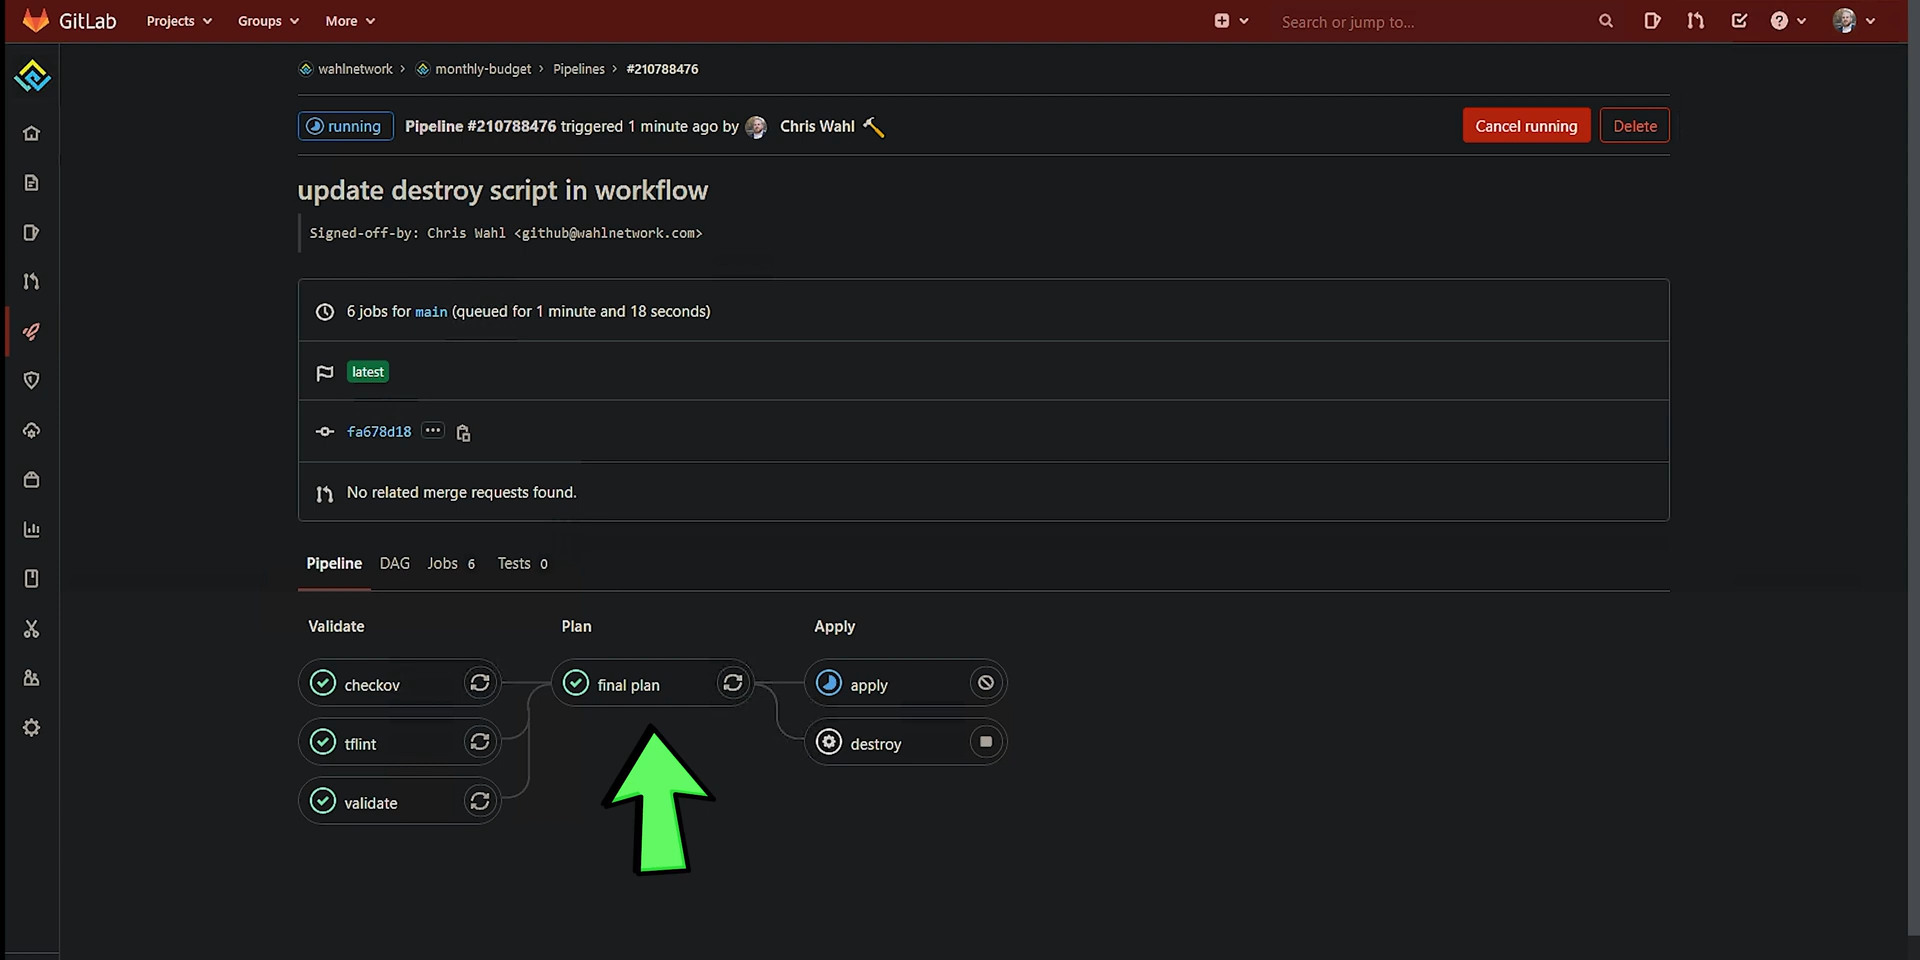 GitLab Projects Groups More Search or jump to...
wahlnetwork › monthly-budget › Pipelines › #210788476
running Pipeline #210788476 triggered 1 minute ago by Chris Wahl Cancel running Delete
update destroy script in workflow
Signed-off-by: Chris Wahl <github@wahlnetwork.com>
6 jobs for main (queued for 1 minute and 18 seconds)
latest
fa678d18
No related merge requests found.
Pipeline DAG Jobs 6 Tests 0
Validate Plan Apply
checkov final plan apply
tflint destroy
validate